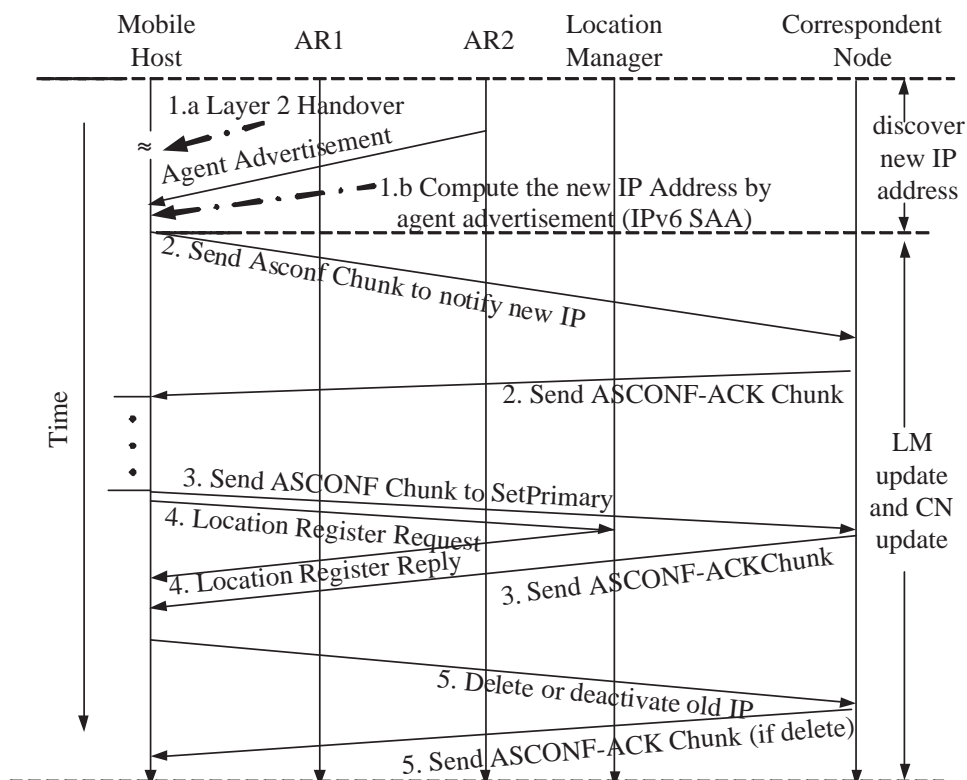 Mobile
Host
AR1
AR2
Location
Manager
Correspondent
Node
1.a Layer 2 Handover
≈
Agent Advertisement
discover
new IP
address
1.b Compute the new IP Address by
agent advertisement (IPv6 SAA)
2. Send Asconf Chunk to notify new IP
2. Send ASCONF-ACK Chunk
Time
LM
update
and CN
update
3. Send ASCONF Chunk to SetPrimary
4. Location Register Request
4. Location Register Reply
3. Send ASCONF-ACKChunk
5. Delete or deactivate old IP
5. Send ASCONF-ACK Chunk (if delete)